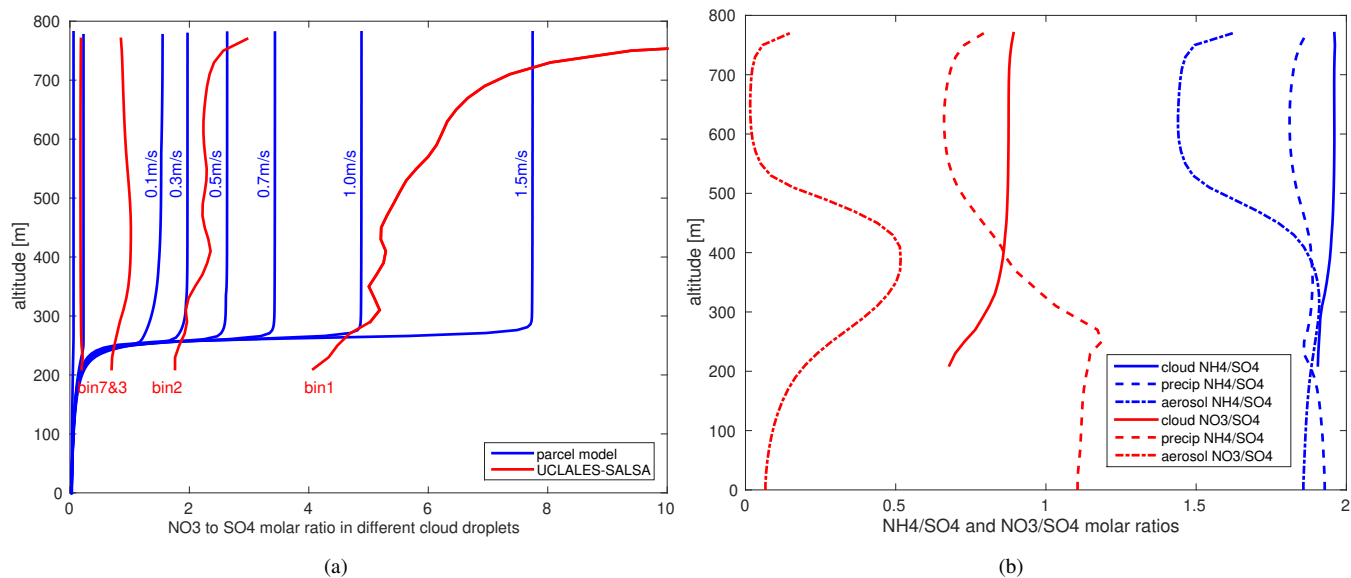 800
700
600
500
400
300
200
100
0
altitude [m]
0.1m/s
0.3m/s
0.5m/s
0.7m/s
1.0m/s
1.5m/s
bin7&3
bin2
bin1
parcel model
UCLALES-SALSA
0 2 4 6 8 10
NO3 to SO4 molar ratio in different cloud droplets
(a)
800
700
600
500
400
300
200
100
0
altitude [m]
cloud NH4/SO4
precip NH4/SO4
aerosol NH4/SO4
cloud NO3/SO4
precip NH4/SO4
aerosol NO3/SO4
0 0.5 1 1.5 2
NH4/SO4 and NO3/SO4 molar ratios
(b)